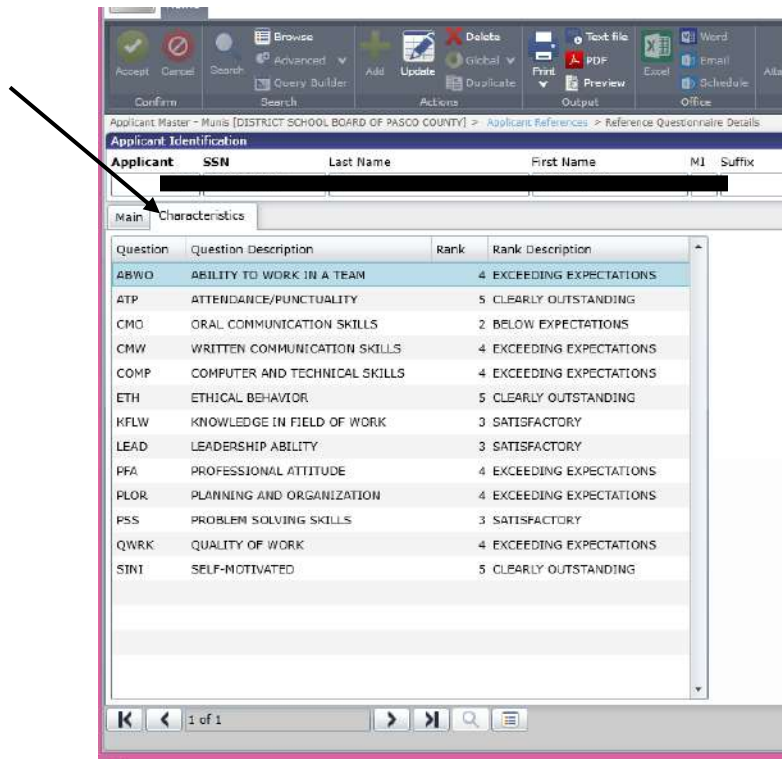 Home
Browse Delete Text file Word
Advanced Global PDF Email
Accept Cancel Search Query Builder Add Update Duplicate Print Preview Excel Schedule
Confirm Search Actions Output Office
Applicant Master - Munis [DISTRICT SCHOOL BOARD OF PASCO COUNTY] > Applicant References > Reference Questionnaire Details
Applicant Identification
Applicant SSN Last Name First Name MI Suffix
Main Characteristics
Question Question Description Rank Rank Description
ABWO ABILITY TO WORK IN A TEAM 4 EXCEEDING EXPECTATIONS
ATP ATTENDANCE/PUNCTUALITY 5 CLEARLY OUTSTANDING
CMO ORAL COMMUNICATION SKILLS 2 BELOW EXPECTATIONS
CMW WRITTEN COMMUNICATION SKILLS 4 EXCEEDING EXPECTATIONS
COMP COMPUTER AND TECHNICAL SKILLS 4 EXCEEDING EXPECTATIONS
ETH ETHICAL BEHAVIOR 5 CLEARLY OUTSTANDING
KFLW KNOWLEDGE IN FIELD OF WORK 3 SATISFACTORY
LEAD LEADERSHIP ABILITY 3 SATISFACTORY
PFA PROFESSIONAL ATTITUDE 4 EXCEEDING EXPECTATIONS
PLOR PLANNING AND ORGANIZATION 4 EXCEEDING EXPECTATIONS
PSS PROBLEM SOLVING SKILLS 3 SATISFACTORY
QWRK QUALITY OF WORK 4 EXCEEDING EXPECTATIONS
SINI SELF-MOTIVATED 5 CLEARLY OUTSTANDING
1 of 1